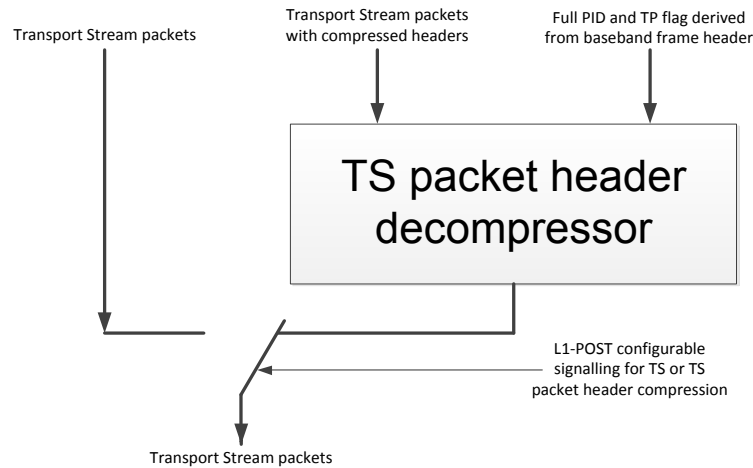 Transport Stream packets
Transport Stream packets
with compressed headers
Full PID and TP flag derived
from baseband frame header
TS packet header
decompressor
L1-POST configurable
signalling for TS or TS
packet header compression
Transport Stream packets